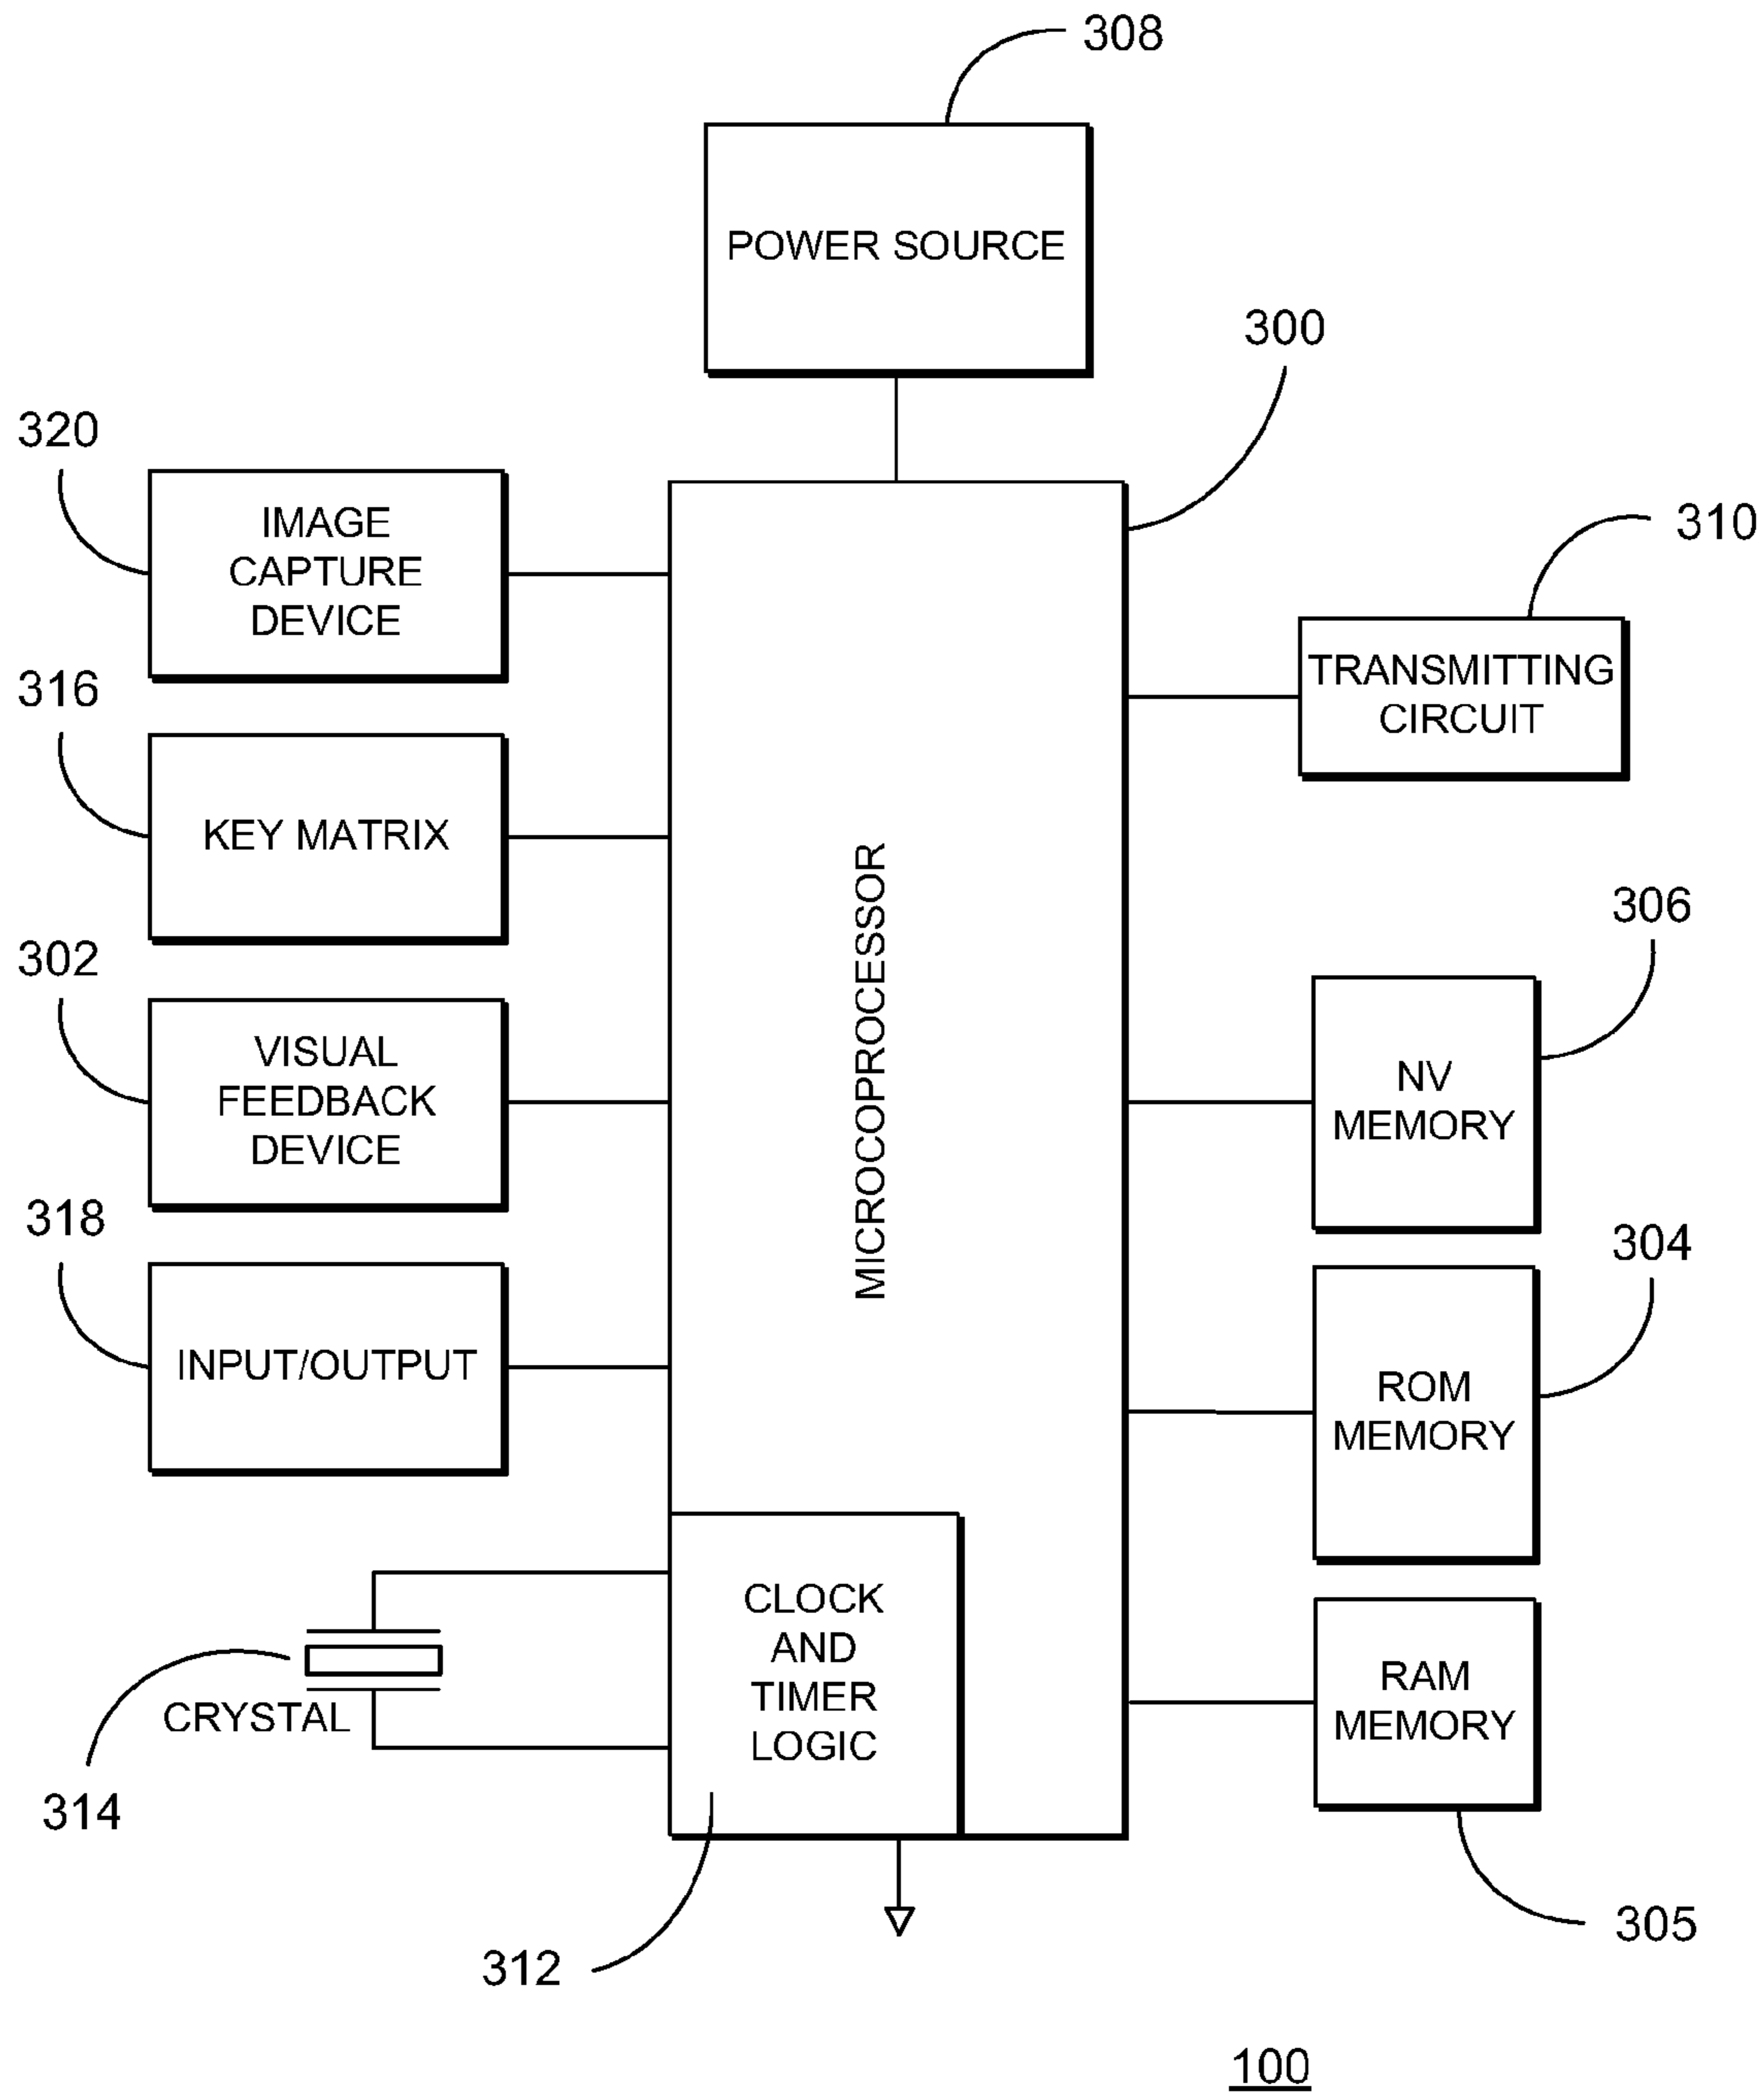 308
POWER SOURCE
300
320
IMAGE
CAPTURE
DEVICE
310
TRANSMITTING
CIRCUIT
316
KEY MATRIX
MICROCOPROCESSOR
306
NV
MEMORY
302
VISUAL
FEEDBACK
DEVICE
318
INPUT/OUTPUT
304
ROM
MEMORY
CLOCK
AND
TIMER
LOGIC
CRYSTAL
314
RAM
MEMORY
305
312
100